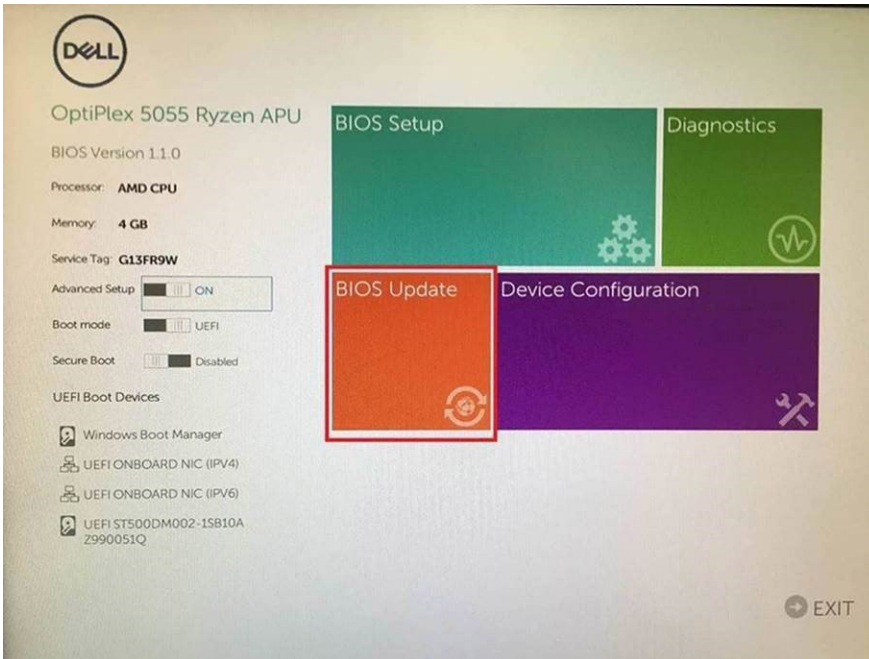 DELL
OptiPlex 5055 Ryzen APU
BIOS Version 1.1.0
Processor: AMD CPU
Memory: 4 GB
Service Tag: G13FR9W
Advanced Setup ON
Boot mode UEFI
Secure Boot Disabled
UEFI Boot Devices
Windows Boot Manager
UEFI ONBOARD NIC (IPV4)
UEFI ONBOARD NIC (IPV6)
UEFI ST500DM002-1SB10A
Z990051Q
BIOS Setup
Diagnostics
BIOS Update
Device Configuration
EXIT